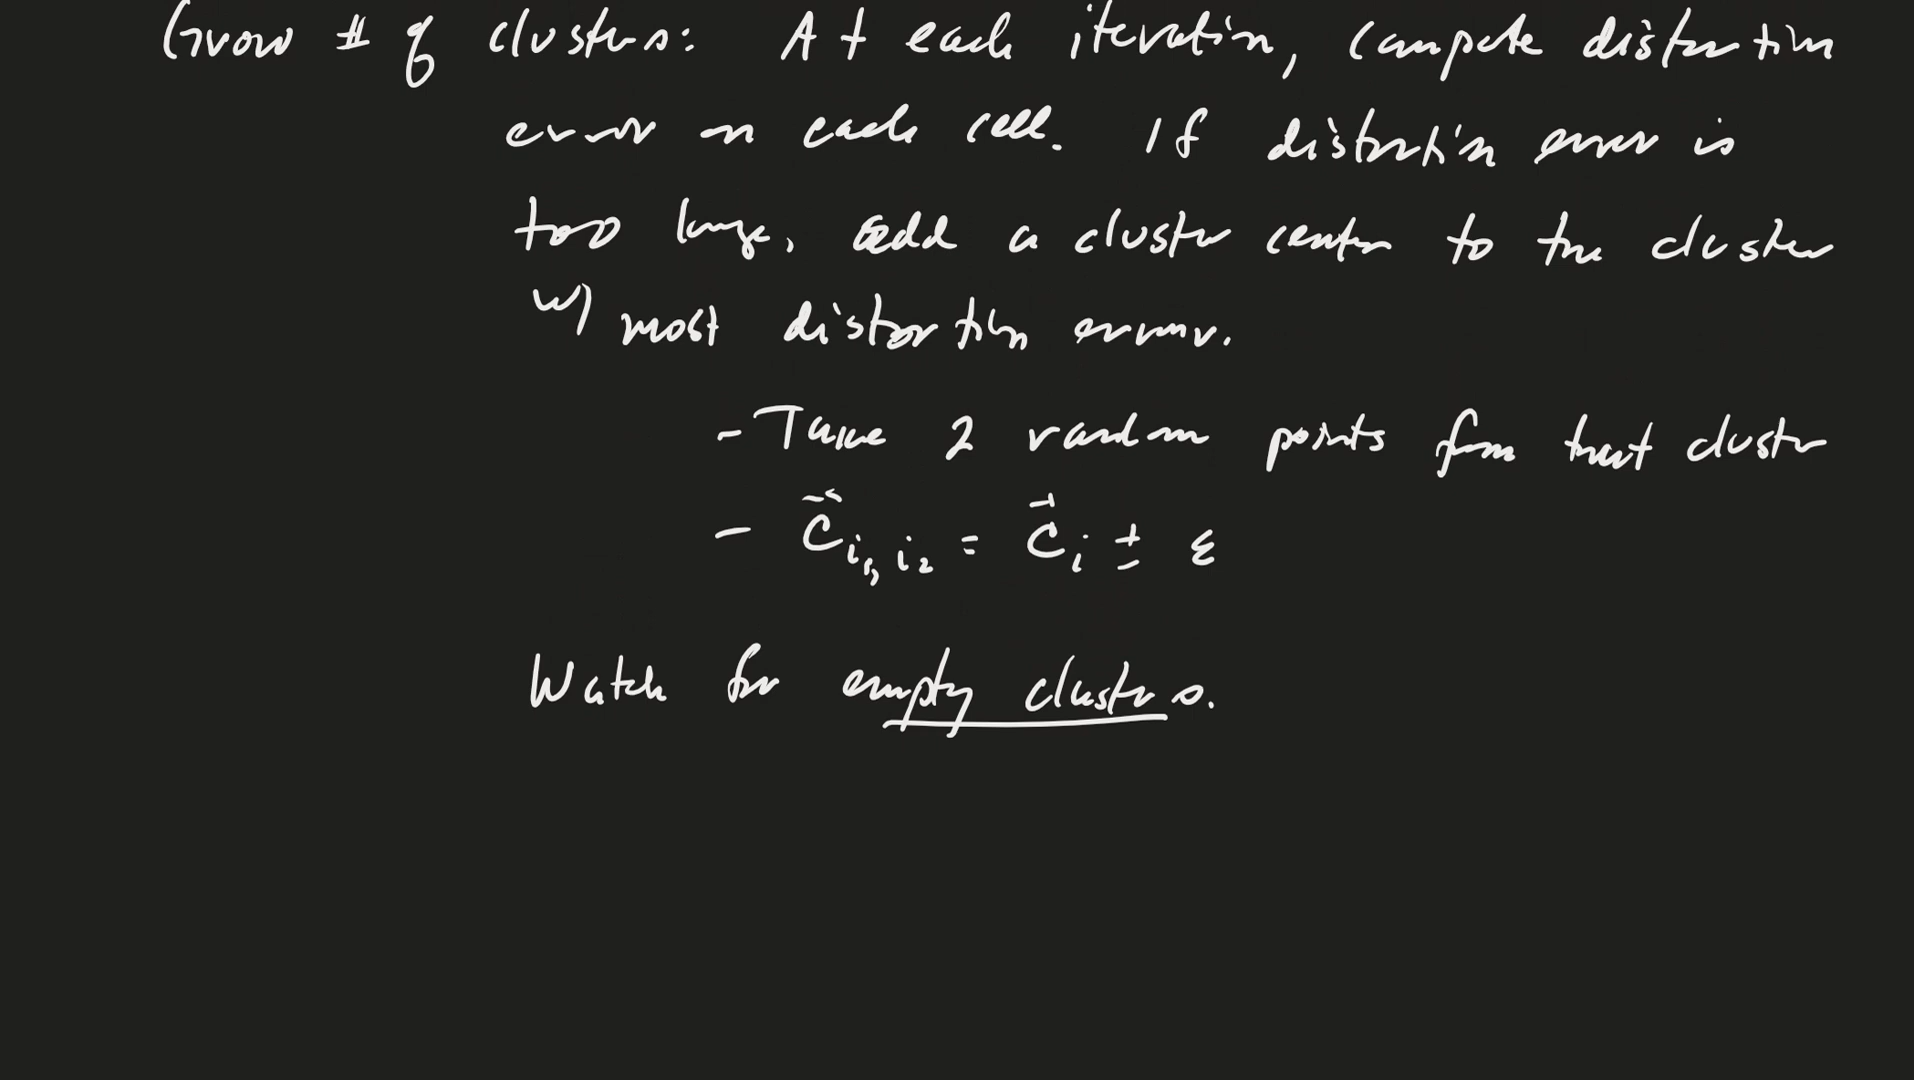 Grow # of clusters: At each iteration, compute distortion
error on each cell. If distortion error is
too large, add a cluster center to the cluster
w/ most distortion error.
- Take 2 random points from that cluster
- c⃗_{i₁, i₂} = c⃗_i ± ε
Watch for empty clusters.